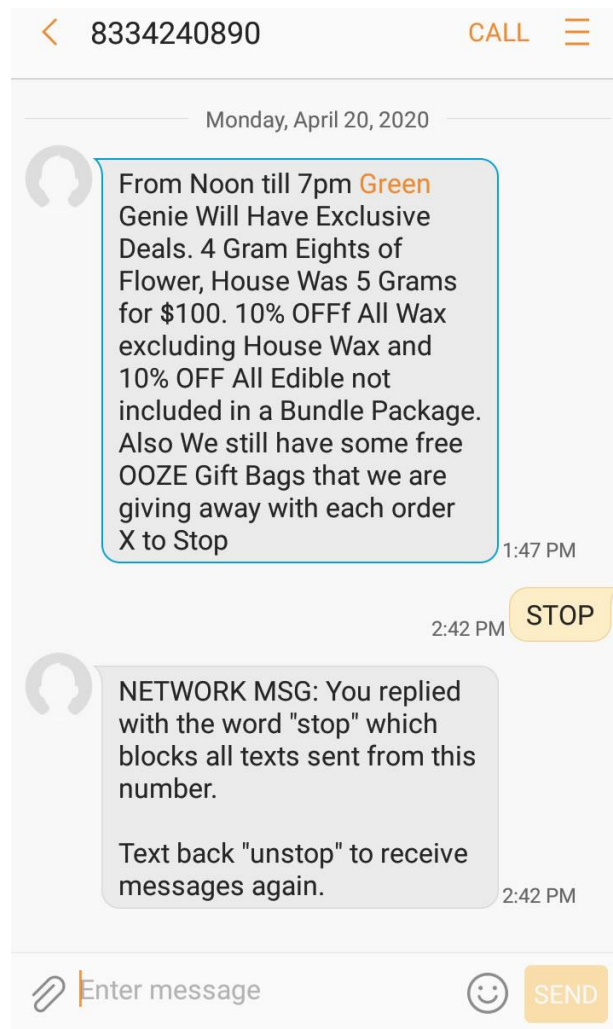 8334240890
CALL
Monday, April 20, 2020
From Noon till 7pm Green
Genie Will Have Exclusive
Deals. 4 Gram Eights of
Flower, House Was 5 Grams
for $100. 10% OFFf All Wax
excluding House Wax and
10% OFF All Edible not
included in a Bundle Package.
Also We still have some free
OOZE Gift Bags that we are
giving away with each order
X to Stop
1:47 PM
STOP
2:42 PM
NETWORK MSG: You replied
with the word "stop" which
blocks all texts sent from this
number.
Text back "unstop" to receive
messages again.
2:42 PM
Enter message
SEND